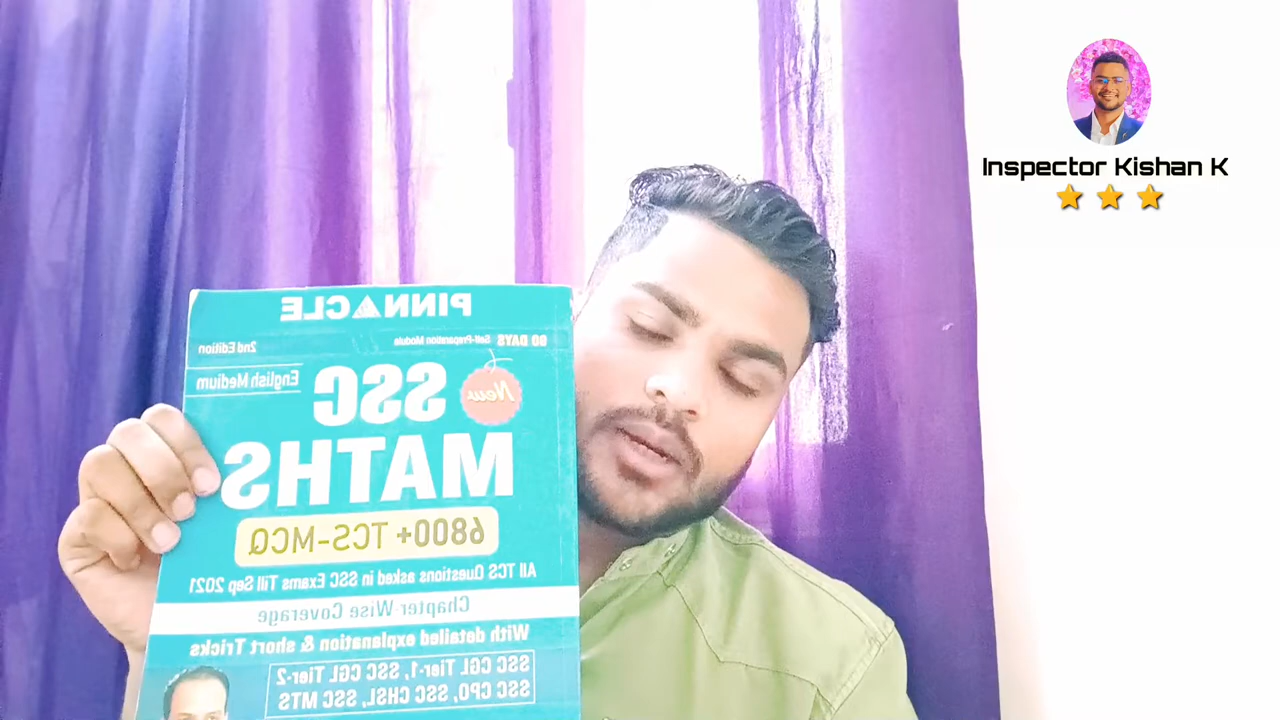 Inspector Kishan K
PINNACLE
90 DAYS Self-Preparation Module 2nd Edition
New SSC English Medium
MATHS
6800+ TCS-MCQ
All TCS Questions asked in SSC Exams Till Sep 2021
Chapter Wise Coverage
With detailed explanation & short Tricks
SSC CGL Tier-1, SSC CGL Tier-2
SSC CPO, SSC CHSL, SSC MTS